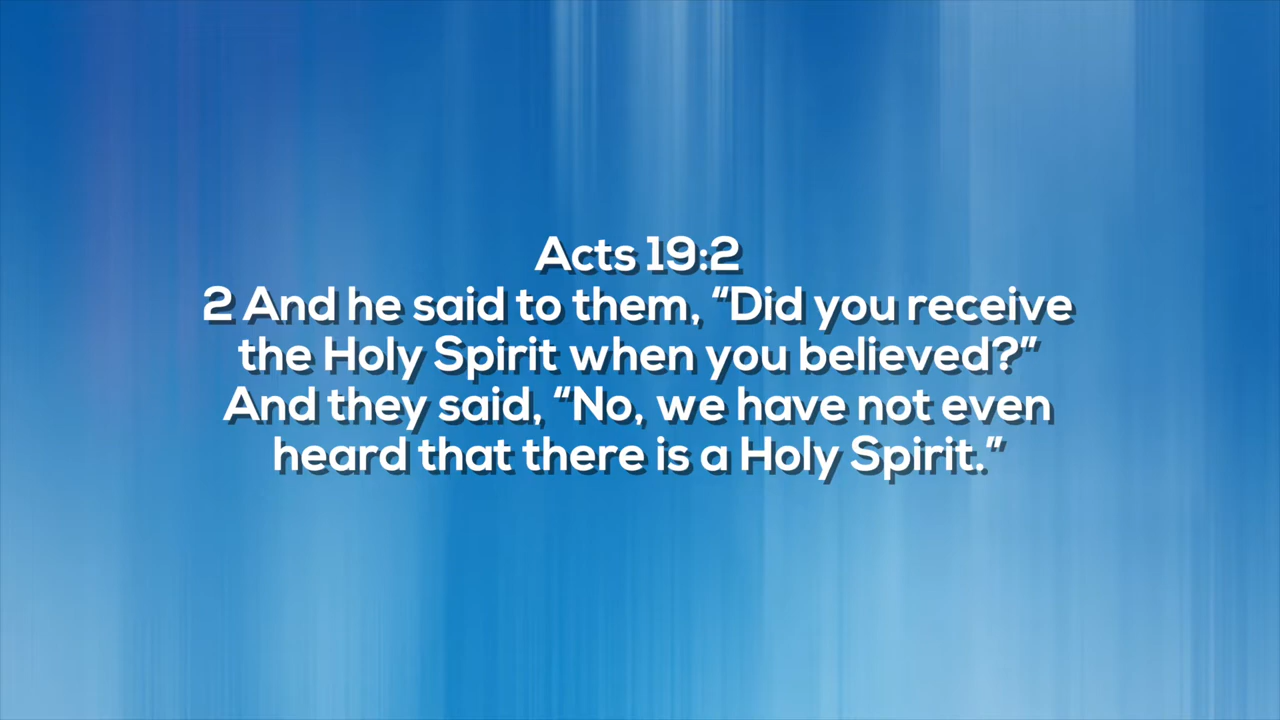 Acts 19:2
2 And he said to them, “Did you receive
the Holy Spirit when you believed?”
And they said, “No, we have not even
heard that there is a Holy Spirit.”